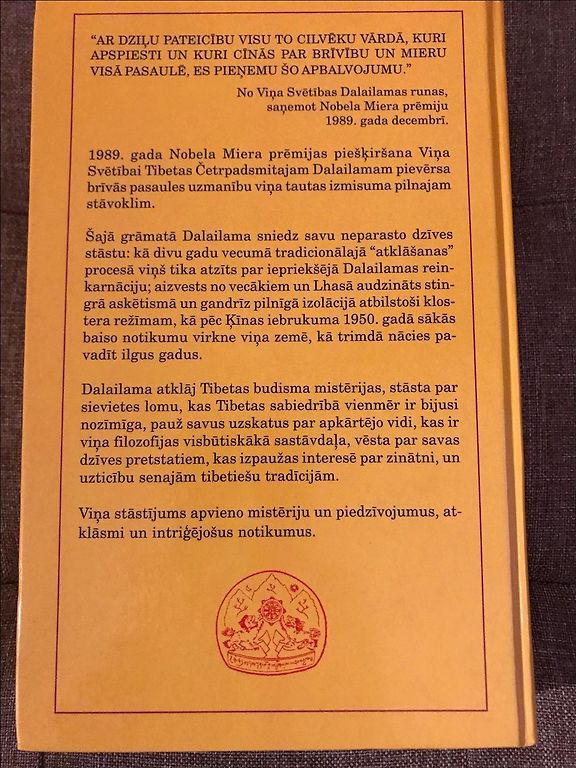 “AR DZIĻU PATEICĪBU VISU TO CILVĒKU VĀRDĀ, KURI
APSPIESTI UN KURI CĪNĀS PAR BRĪVĪBU UN MIERU
VISĀ PASAULĒ, ES PIEŅEMU ŠO APBALVOJUMU.”
No Viņa Svētības Dalailamas runas,
saņemot Nobela Miera prēmiju
1989. gada decembrī.
1989. gada Nobela Miera prēmijas piešķiršana Viņa
Svētībai Tibetas Četrpadsmitajam Dalailamam pievērsa
brīvās pasaules uzmanību viņa tautas izmisuma pilnajam
stāvoklim.
Šajā grāmatā Dalailama sniedz savu neparasto dzīves
stāstu: kā divu gadu vecumā tradicionālajā “atklāšanas”
procesā viņš tika atzīts par iepriekšējā Dalailamas rein-
karnāciju; aizvests no vecākiem un Lhasā audzināts stin-
grā askētismā un gandrīz pilnīgā izolācijā atbilstoši klos-
tera režīmam, kā pēc Ķīnas iebrukuma 1950. gadā sākās
baiso notikumu virkne viņa zemē, kā trimdā nācies pa-
vadīt ilgus gadus.
Dalailama atklāj Tibetas budisma mistērijas, stāsta par
sievietes lomu, kas Tibetas sabiedrībā vienmēr ir bijusi
nozīmīga, pauž savus uzskatus par apkārtējo vidi, kas ir
viņa filozofijas visbūtiskākā sastāvdaļa, vēsta par savas
dzīves pretstatiem, kas izpaužas interesē par zinātni, un
uzticību senajām tibetiešu tradīcijām.
Viņa stāstījums apvieno mistēriju un piedzīvojumus, at-
klāsmi un intriģējošus notikumus.